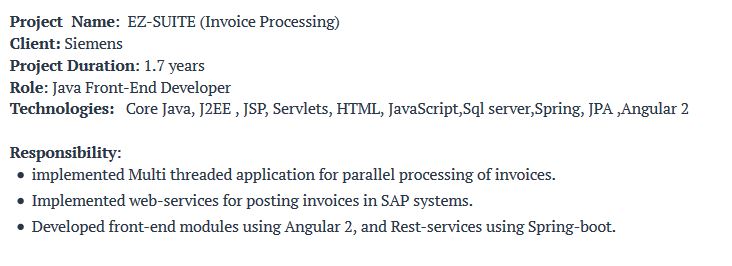 Project Name: EZ-SUITE (Invoice Processing)
Client: Siemens
Project Duration: 1.7 years
Role: Java Front-End Developer
Technologies: Core Java, J2EE , JSP, Servlets, HTML, JavaScript,Sql server,Spring, JPA ,Angular 2
Responsibility:
• implemented Multi threaded application for parallel processing of invoices.
• Implemented web-services for posting invoices in SAP systems.
• Developed front-end modules using Angular 2, and Rest-services using Spring-boot.